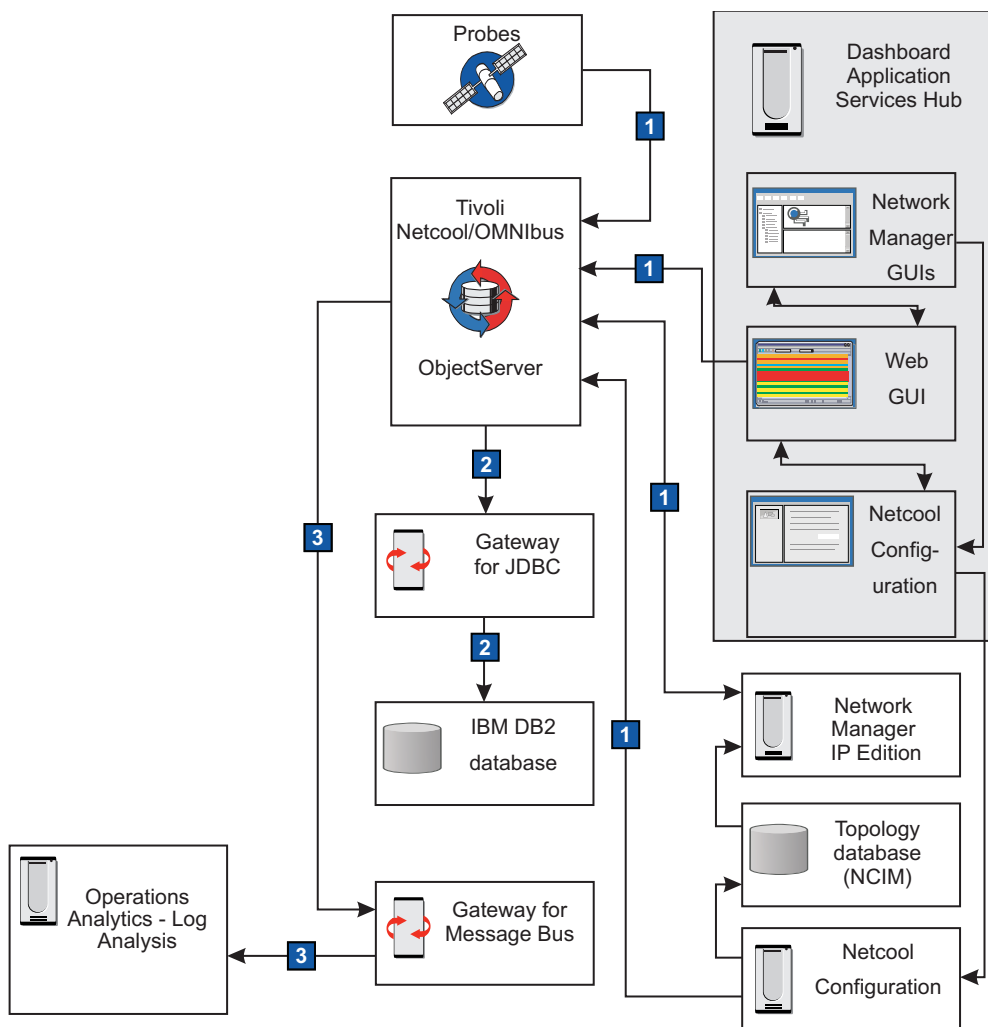 Probes
1
Dashboard
Application
Services Hub
Tivoli
Netcool/OMNIbus
ObjectServer
1
1
1
Network
Manager
GUIs
Web
GUI
Netcool
Config-
uration
2
Gateway
for JDBC
2
IBM DB2
database
3
1
Network
Manager
IP Edition
Topology
database
(NCIM)
Netcool
Configuration
Gateway for
Message Bus
3
Operations
Analytics - Log
Analysis